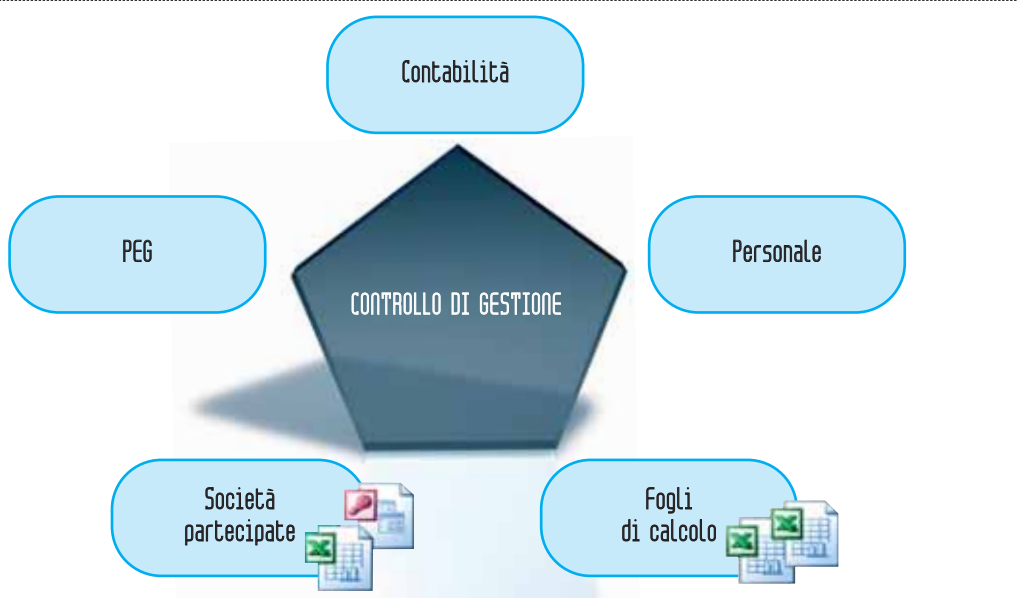 Contabilità
PEG
Personale
CONTROLLO DI GESTIONE
Società
partecipate
Fogli
di calcolo